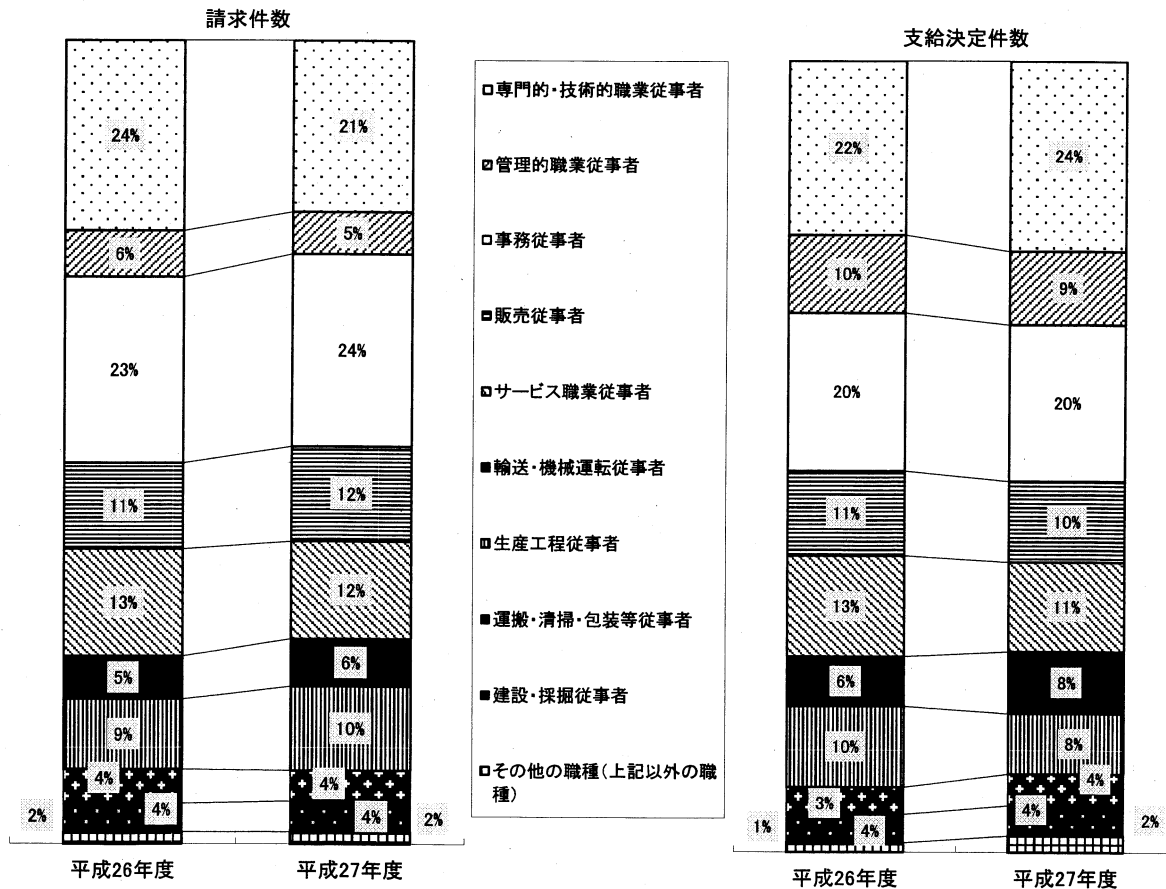 請求件数
24%
6%
23%
11%
13%
5%
9%
4%
4%
2%
平成26年度
21%
5%
24%
12%
12%
6%
10%
4%
4%
2%
平成27年度
専門的・技術的職業従事者
管理的職業従事者
事務従事者
販売従事者
サービス職業従事者
輸送・機械運転従事者
生産工程従事者
運搬・清掃・包装等従事者
建設・採掘従事者
その他の職種(上記以外の職
種)
支給決定件数
22%
10%
20%
11%
13%
6%
10%
3%
4%
1%
平成26年度
24%
9%
20%
10%
11%
8%
8%
4%
4%
2%
平成27年度